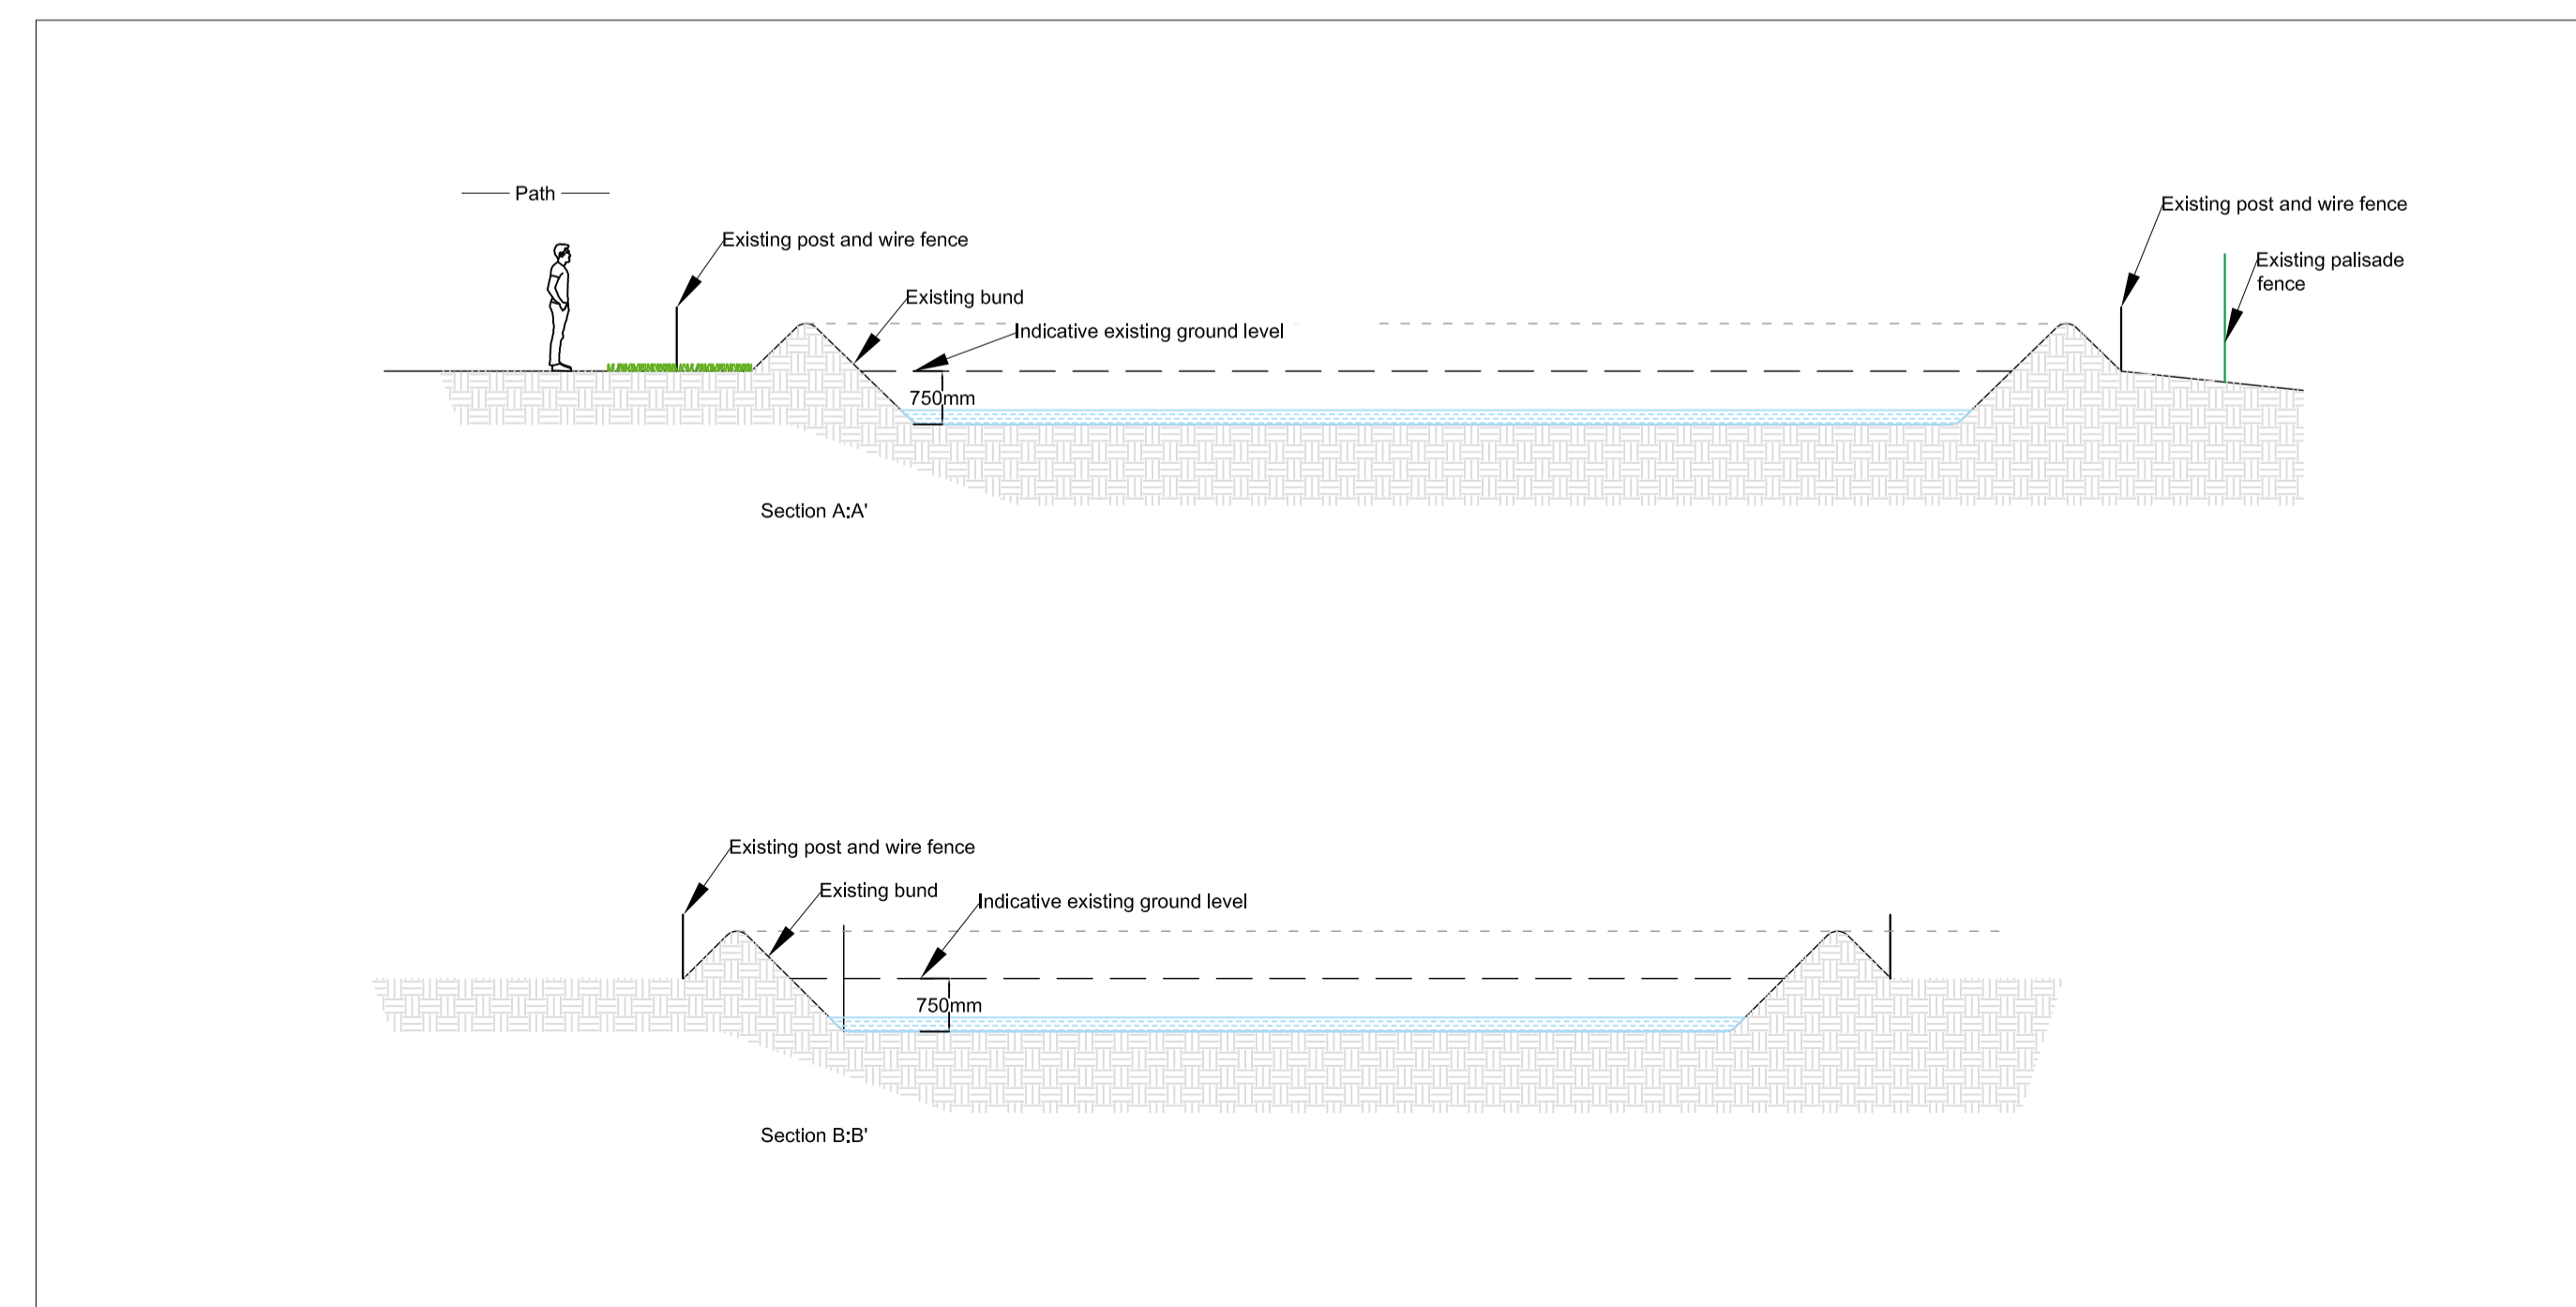 Path
Existing post and wire fence
Existing post and wire fence
Existing palisade
fence
Existing bund
Indicative existing ground level
750mm
Section A:A'
Existing post and wire fence
Existing bund
Indicative existing ground level
750mm
Section B:B'